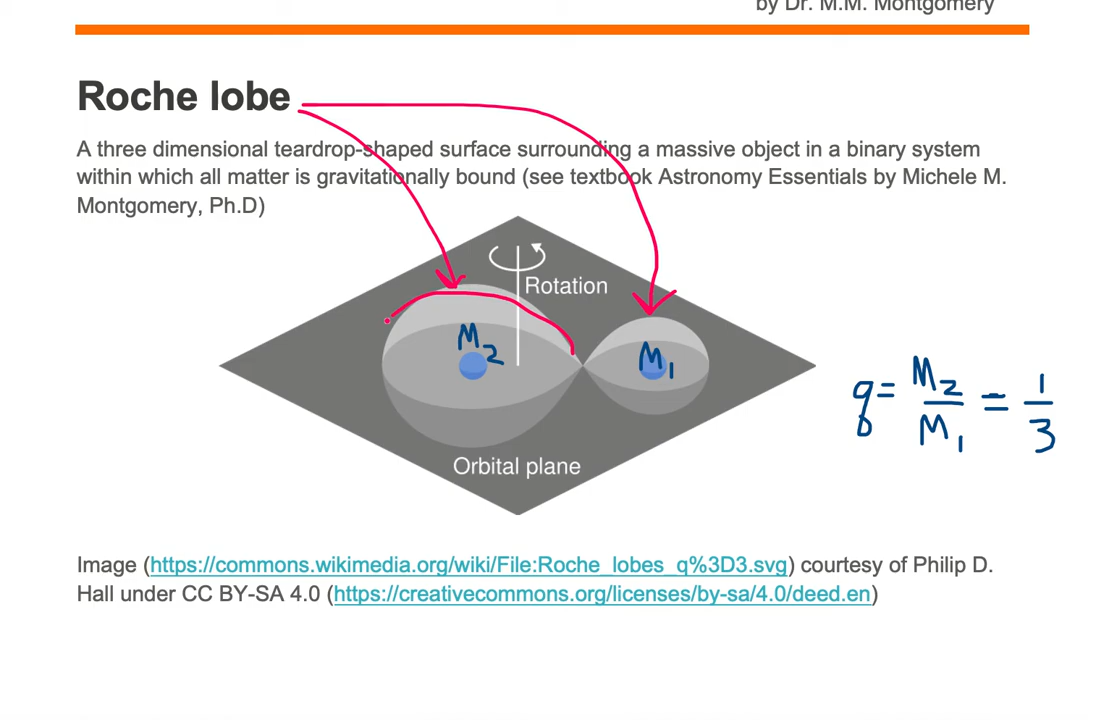 by Dr. M.M. Montgomery
Roche lobe
A three dimensional teardrop-shaped surface surrounding a massive object in a binary system
within which all matter is gravitationally bound (see textbook Astronomy Essentials by Michele M.
Montgomery, Ph.D)
Rotation
M2
M1
q = M2/M1 = 1/3
Orbital plane
Image (https://commons.wikimedia.org/wiki/File:Roche_lobes_q%3D3.svg) courtesy of Philip D.
Hall under CC BY-SA 4.0 (https://creativecommons.org/licenses/by-sa/4.0/deed.en)